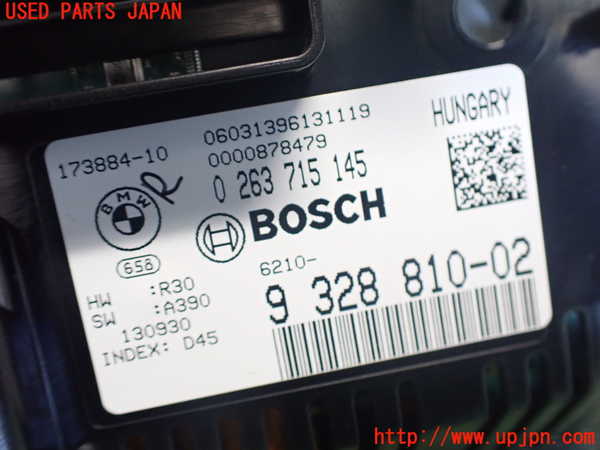 USED PARTS JAPAN
06031396131119
HUNGARY
173884-10
0000878479
0 263 715 145
R
BMW
BOSCH
658
6210-
9 328 810-02
HW :R30
SW :A390
130930
INDEX: D45
http://www.upjpn.com